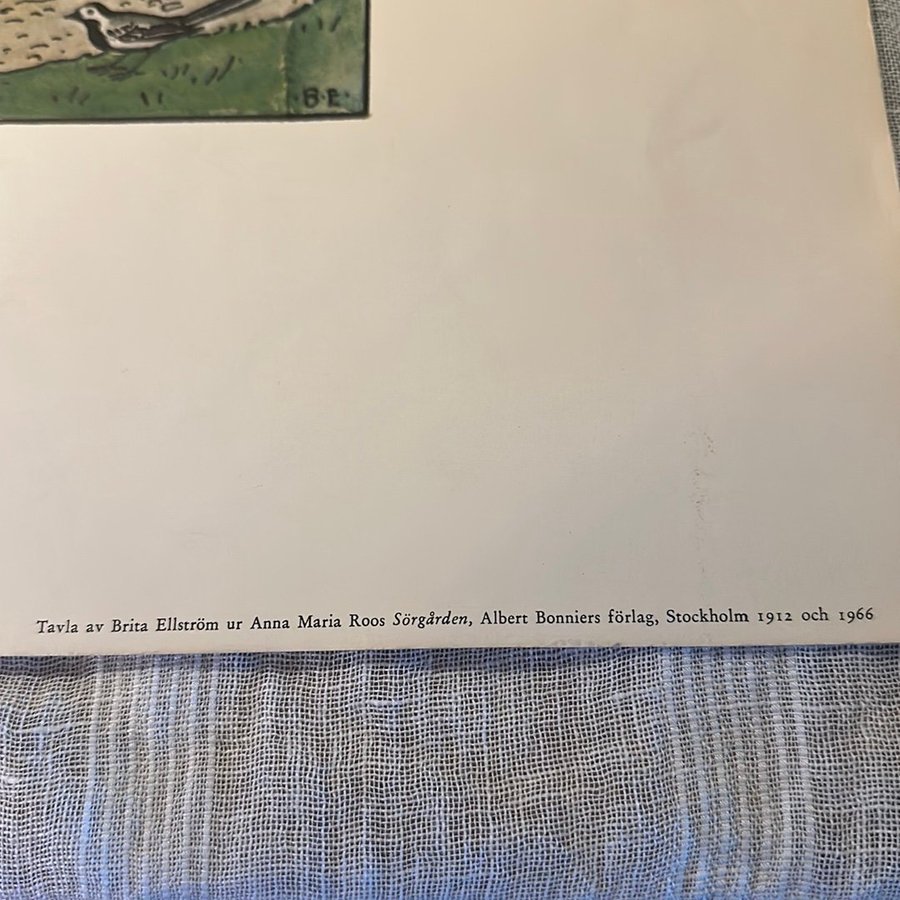 ·B·E·
Tavla av Brita Ellström ur Anna Maria Roos Sörgården, Albert Bonniers förlag, Stockholm 1912 och 1966